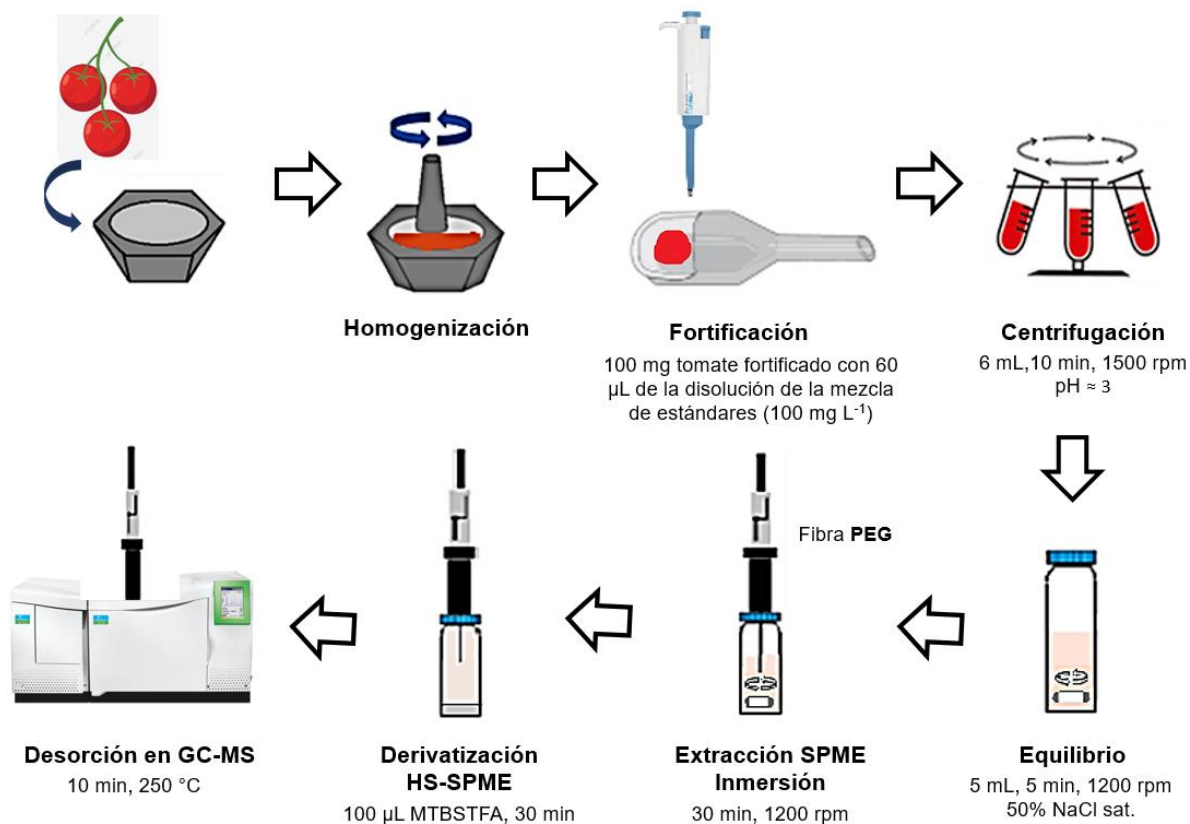 Homogenización
Fortificación
100 mg tomate fortificado con 60
µL de la disolución de la mezcla
de estándares (100 mg L⁻¹)
Centrifugación
6 mL,10 min, 1500 rpm
pH ≈ 3
Fibra PEG
Desorción en GC-MS
10 min, 250 °C
Derivatización
HS-SPME
100 µL MTBSTFA, 30 min
Extracción SPME
Inmersión
30 min, 1200 rpm
Equilibrio
5 mL, 5 min, 1200 rpm
50% NaCl sat.